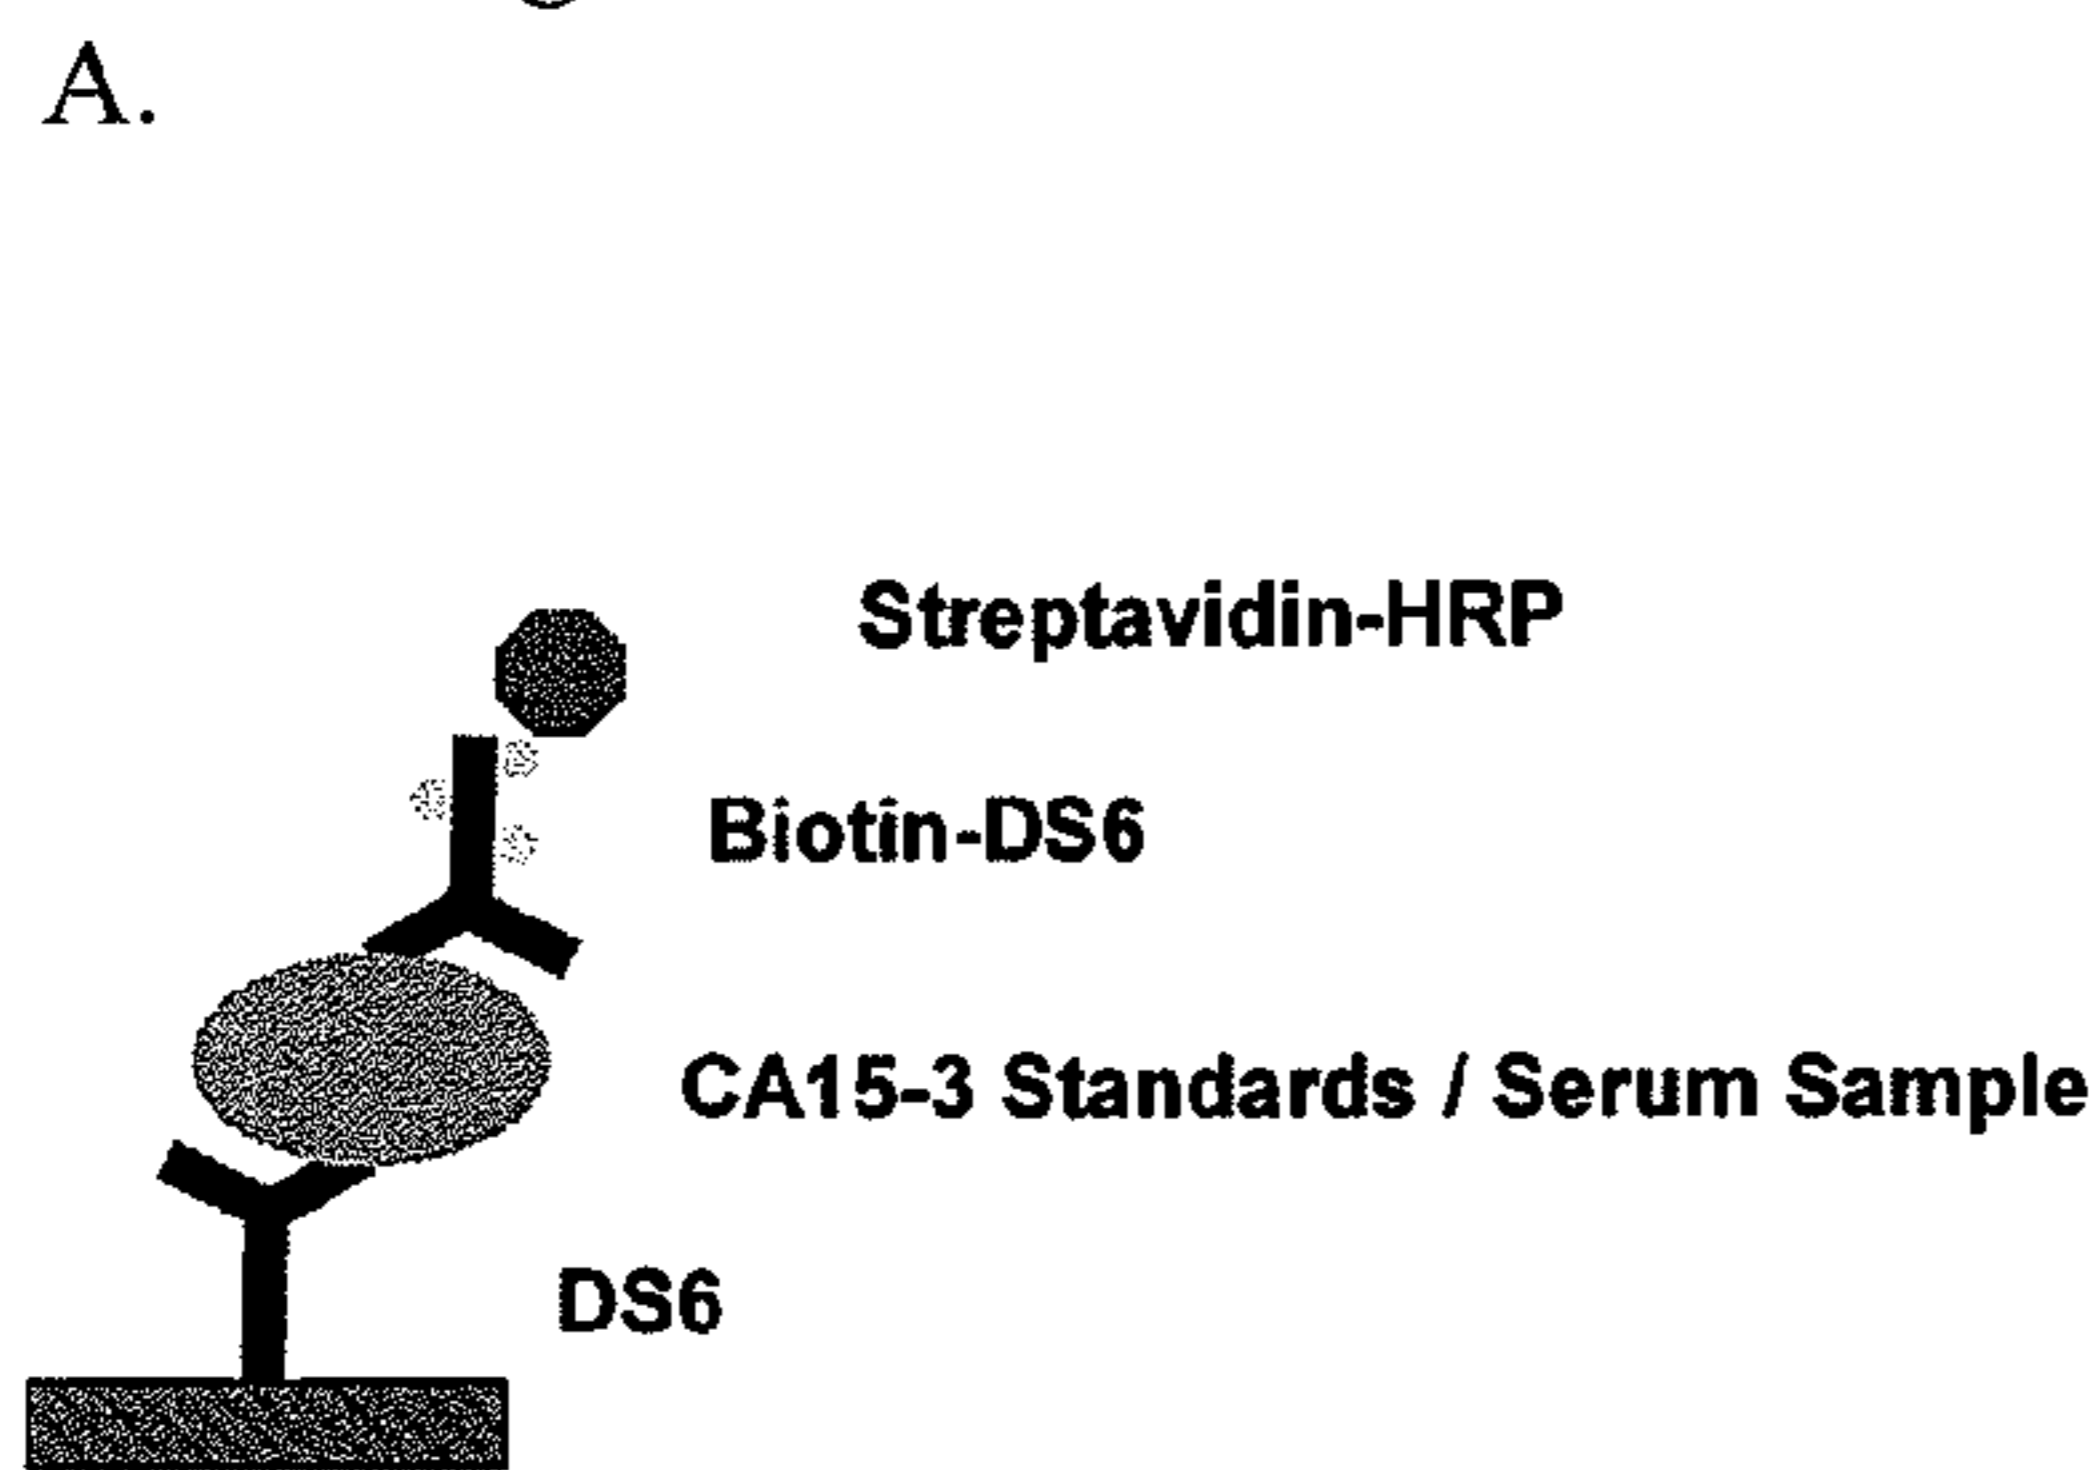 A.
Streptavidin-HRP
Biotin-DS6
CA15-3 Standards / Serum Sample
DS6